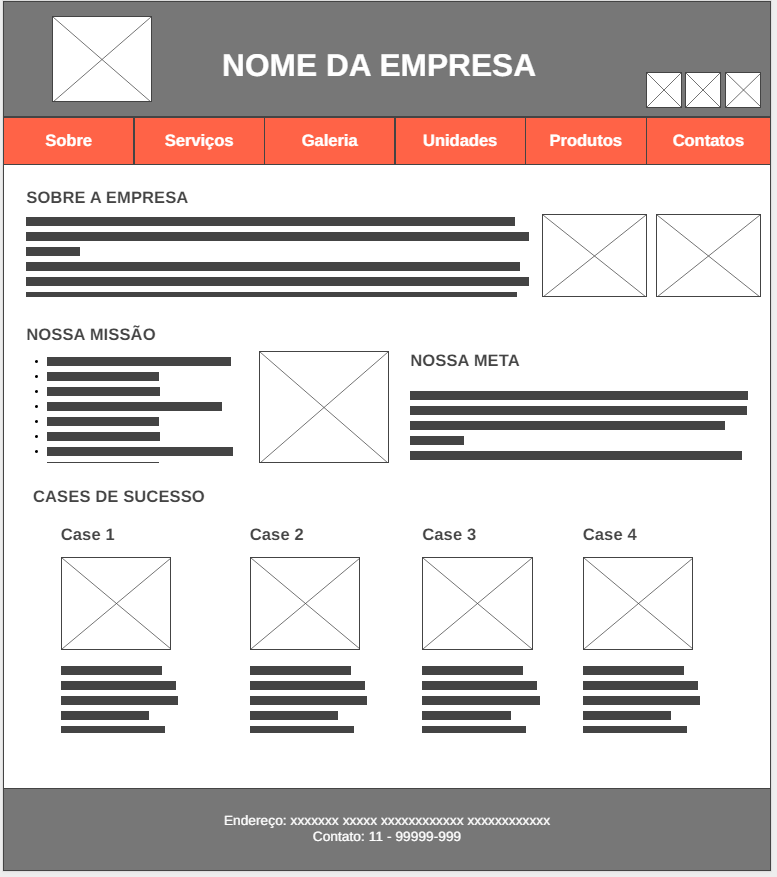 NOME DA EMPRESA
Sobre Serviços Galeria Unidades Produtos Contatos
SOBRE A EMPRESA
NOSSA MISSÃO
NOSSA META
CASES DE SUCESSO
Case 1 Case 2 Case 3 Case 4
Endereço: xxxxxxx xxxxx xxxxxxxxxxxx xxxxxxxxxxxx
Contato: 11 - 99999-999